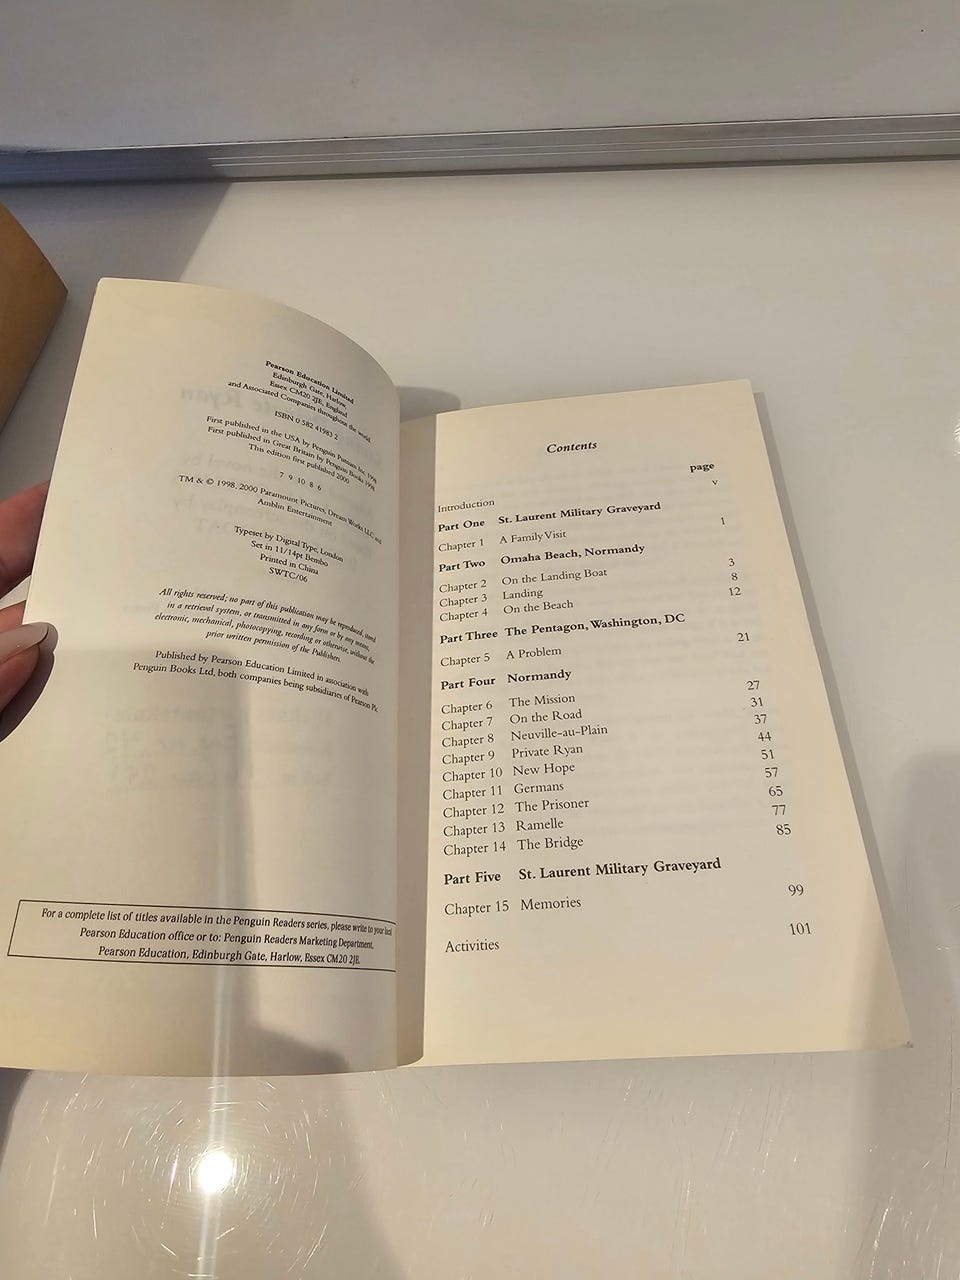 Pearson Education Limited
Edinburgh Gate, Harlow,
Essex CM20 2JE, England
and Associated Companies throughout the world.
ISBN 0 582 41983 2
First published in the USA by Penguin Putnam Inc. 1998
First published in Great Britain by Penguin Books 1998
This edition first published 2000
7 9 10 8 6
TM & © 1998, 2000 Paramount Pictures, Dream Works LLC and
Amblin Entertainment
Typeset by Digital Type, London
Set in 11/14pt Bembo
Printed in China
SWTC/06
All rights reserved; no part of this publication may be reproduced, stored
in a retrieval system, or transmitted in any form or by any means,
electronic, mechanical, photocopying, recording or otherwise, without the
prior written permission of the Publishers.
Published by Pearson Education Limited in association with
Penguin Books Ltd, both companies being subsidiaries of Pearson Plc
For a complete list of titles available in the Penguin Readers series, please write to your local
Pearson Education office or to: Penguin Readers Marketing Department,
Pearson Education, Edinburgh Gate, Harlow, Essex CM20 2JE.
Contents
page
Introduction v
Part One St. Laurent Military Graveyard
Chapter 1 A Family Visit 1
Part Two Omaha Beach, Normandy
Chapter 2 On the Landing Boat 3
Chapter 3 Landing 8
Chapter 4 On the Beach 12
Part Three The Pentagon, Washington, DC
Chapter 5 A Problem 21
Part Four Normandy
Chapter 6 The Mission 27
Chapter 7 On the Road 31
Chapter 8 Neuville-au-Plain 37
Chapter 9 Private Ryan 44
Chapter 10 New Hope 51
Chapter 11 Germans 57
Chapter 12 The Prisoner 65
Chapter 13 Ramelle 77
Chapter 14 The Bridge 85
Part Five St. Laurent Military Graveyard
Chapter 15 Memories 99
Activities 101